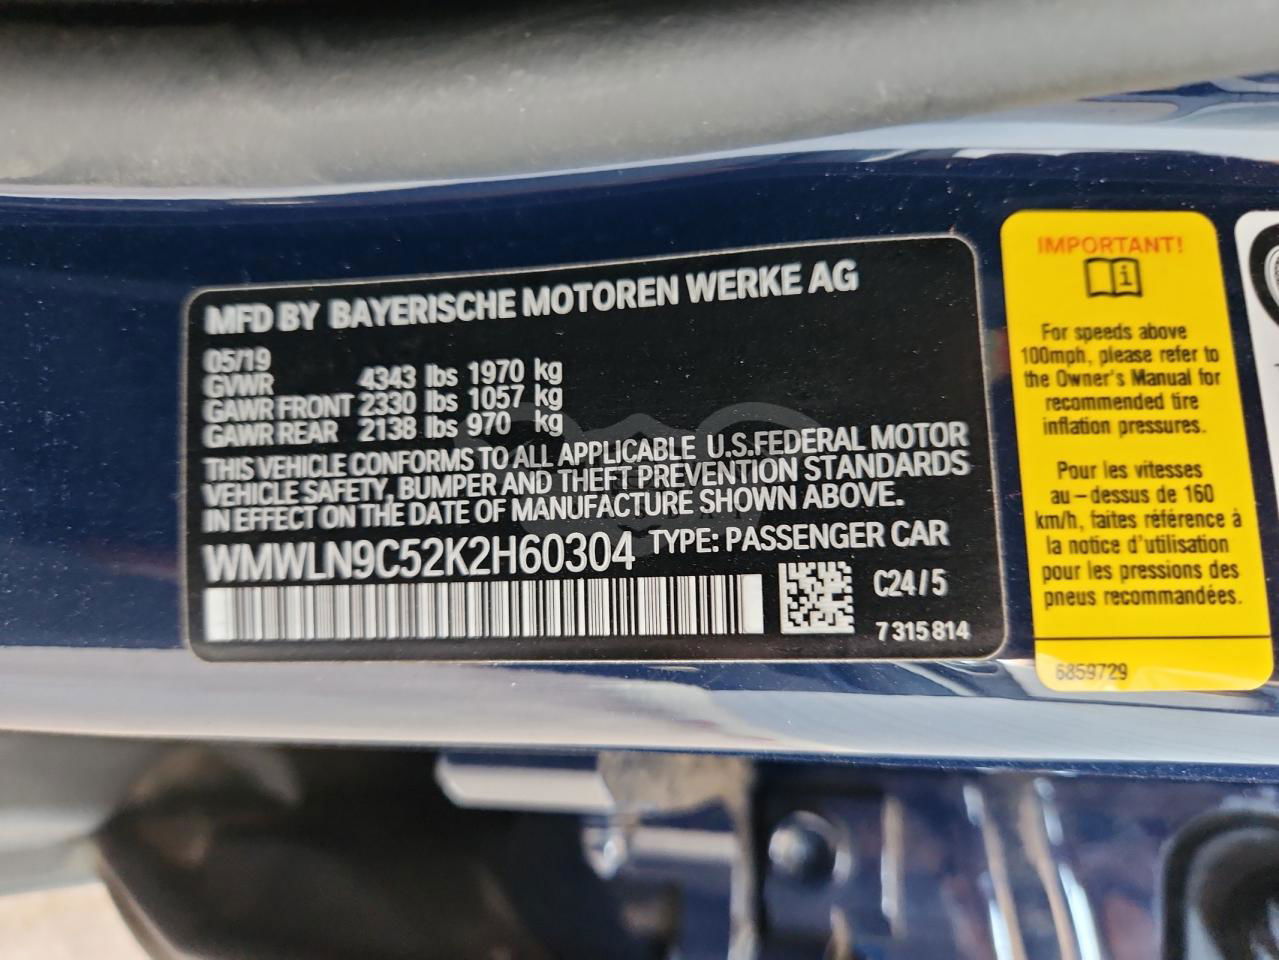 MFD BY BAYERISCHE MOTOREN WERKE AG
05/19
GVWR 4343 lbs 1970 kg
GAWR FRONT 2330 lbs 1057 kg
GAWR REAR 2138 lbs 970 kg
THIS VEHICLE CONFORMS TO ALL APPLICABLE U.S.FEDERAL MOTOR
VEHICLE SAFETY, BUMPER AND THEFT PREVENTION STANDARDS
IN EFFECT ON THE DATE OF MANUFACTURE SHOWN ABOVE.
WMWLN9C52K2H60304 TYPE: PASSENGER CAR
C24/5
7315814
IMPORTANT!
For speeds above
100mph, please refer to
the Owner's Manual for
recommended tire
inflation pressures.
Pour les vitesses
au-dessus de 160
km/h, faites référence à
la notice d'utilisation
pour les pressions des
pneus recommandées.
6859729